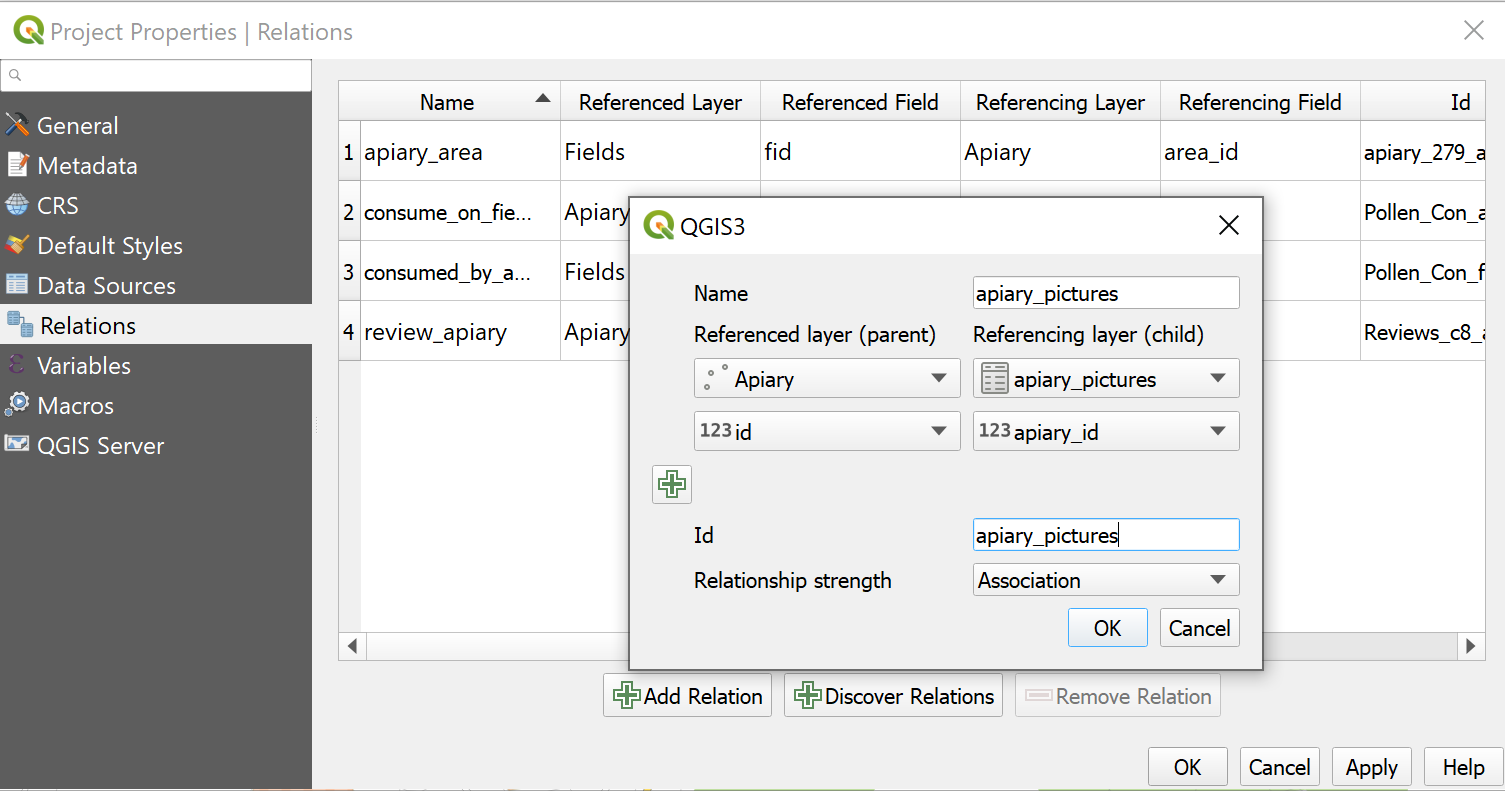 Project Properties | Relations
General
Metadata
CRS
Default Styles
Data Sources
Relations
Variables
Macros
QGIS Server
Name Referenced Layer Referenced Field Referencing Layer Referencing Field Id
1 apiary_area Fields fid Apiary area_id apiary_279_a
2 consume_on_fie... Apiary Pollen_Con_a
3 consumed_by_a... Fields Pollen_Con_f
4 review_apiary Apiary Reviews_c8_a
QGIS3
Name apiary_pictures
Referenced layer (parent) Referencing layer (child)
Apiary apiary_pictures
123 id 123 apiary_id
Id apiary_pictures
Relationship strength Association
OK Cancel
Add Relation Discover Relations Remove Relation
OK Cancel Apply Help